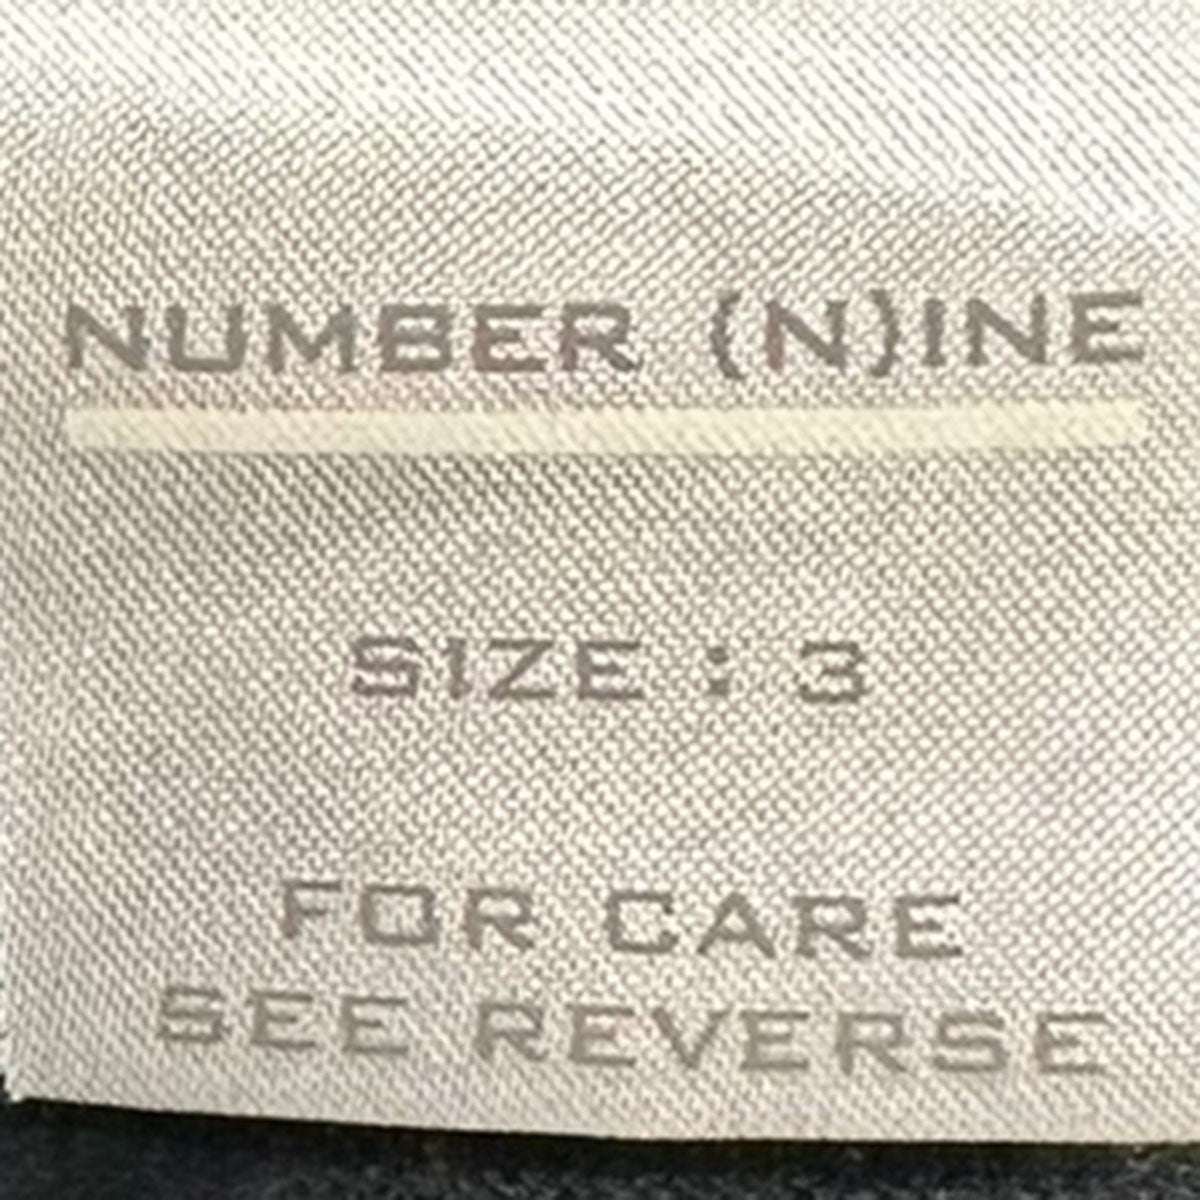 NUMBER (N)INE
SIZE : 3
FOR CARE
SEE REVERSE